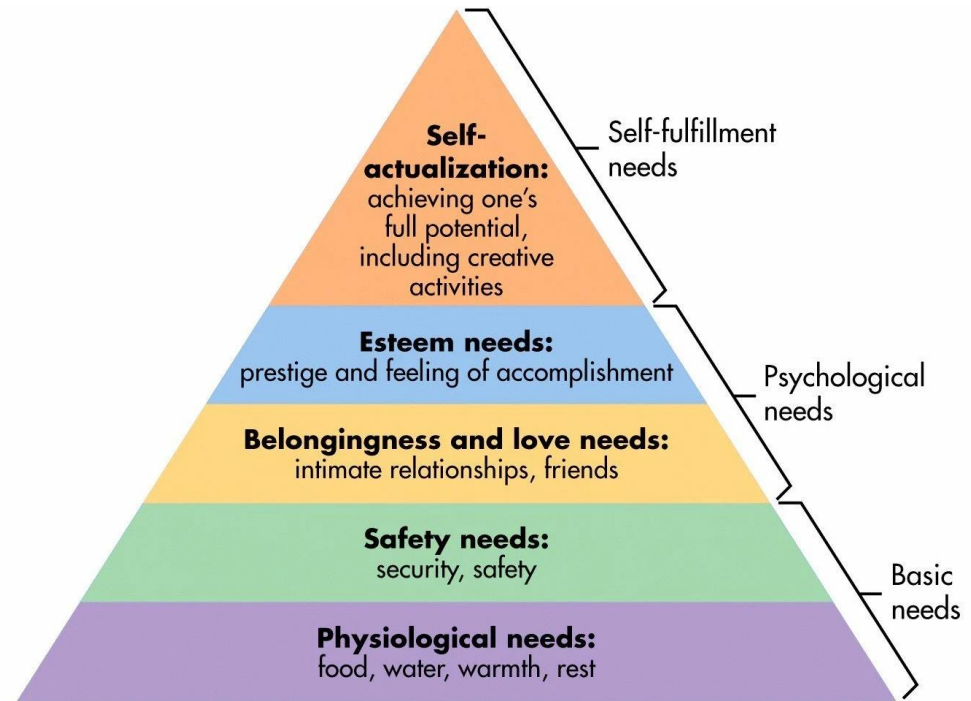 Self-
actualization:
achieving one's
full potential,
including creative
activities
Self-fulfillment
needs
Esteem needs:
prestige and feeling of accomplishment
Psychological
needs
Belongingness and love needs:
intimate relationships, friends
Safety needs:
security, safety
Basic
needs
Physiological needs:
food, water, warmth, rest